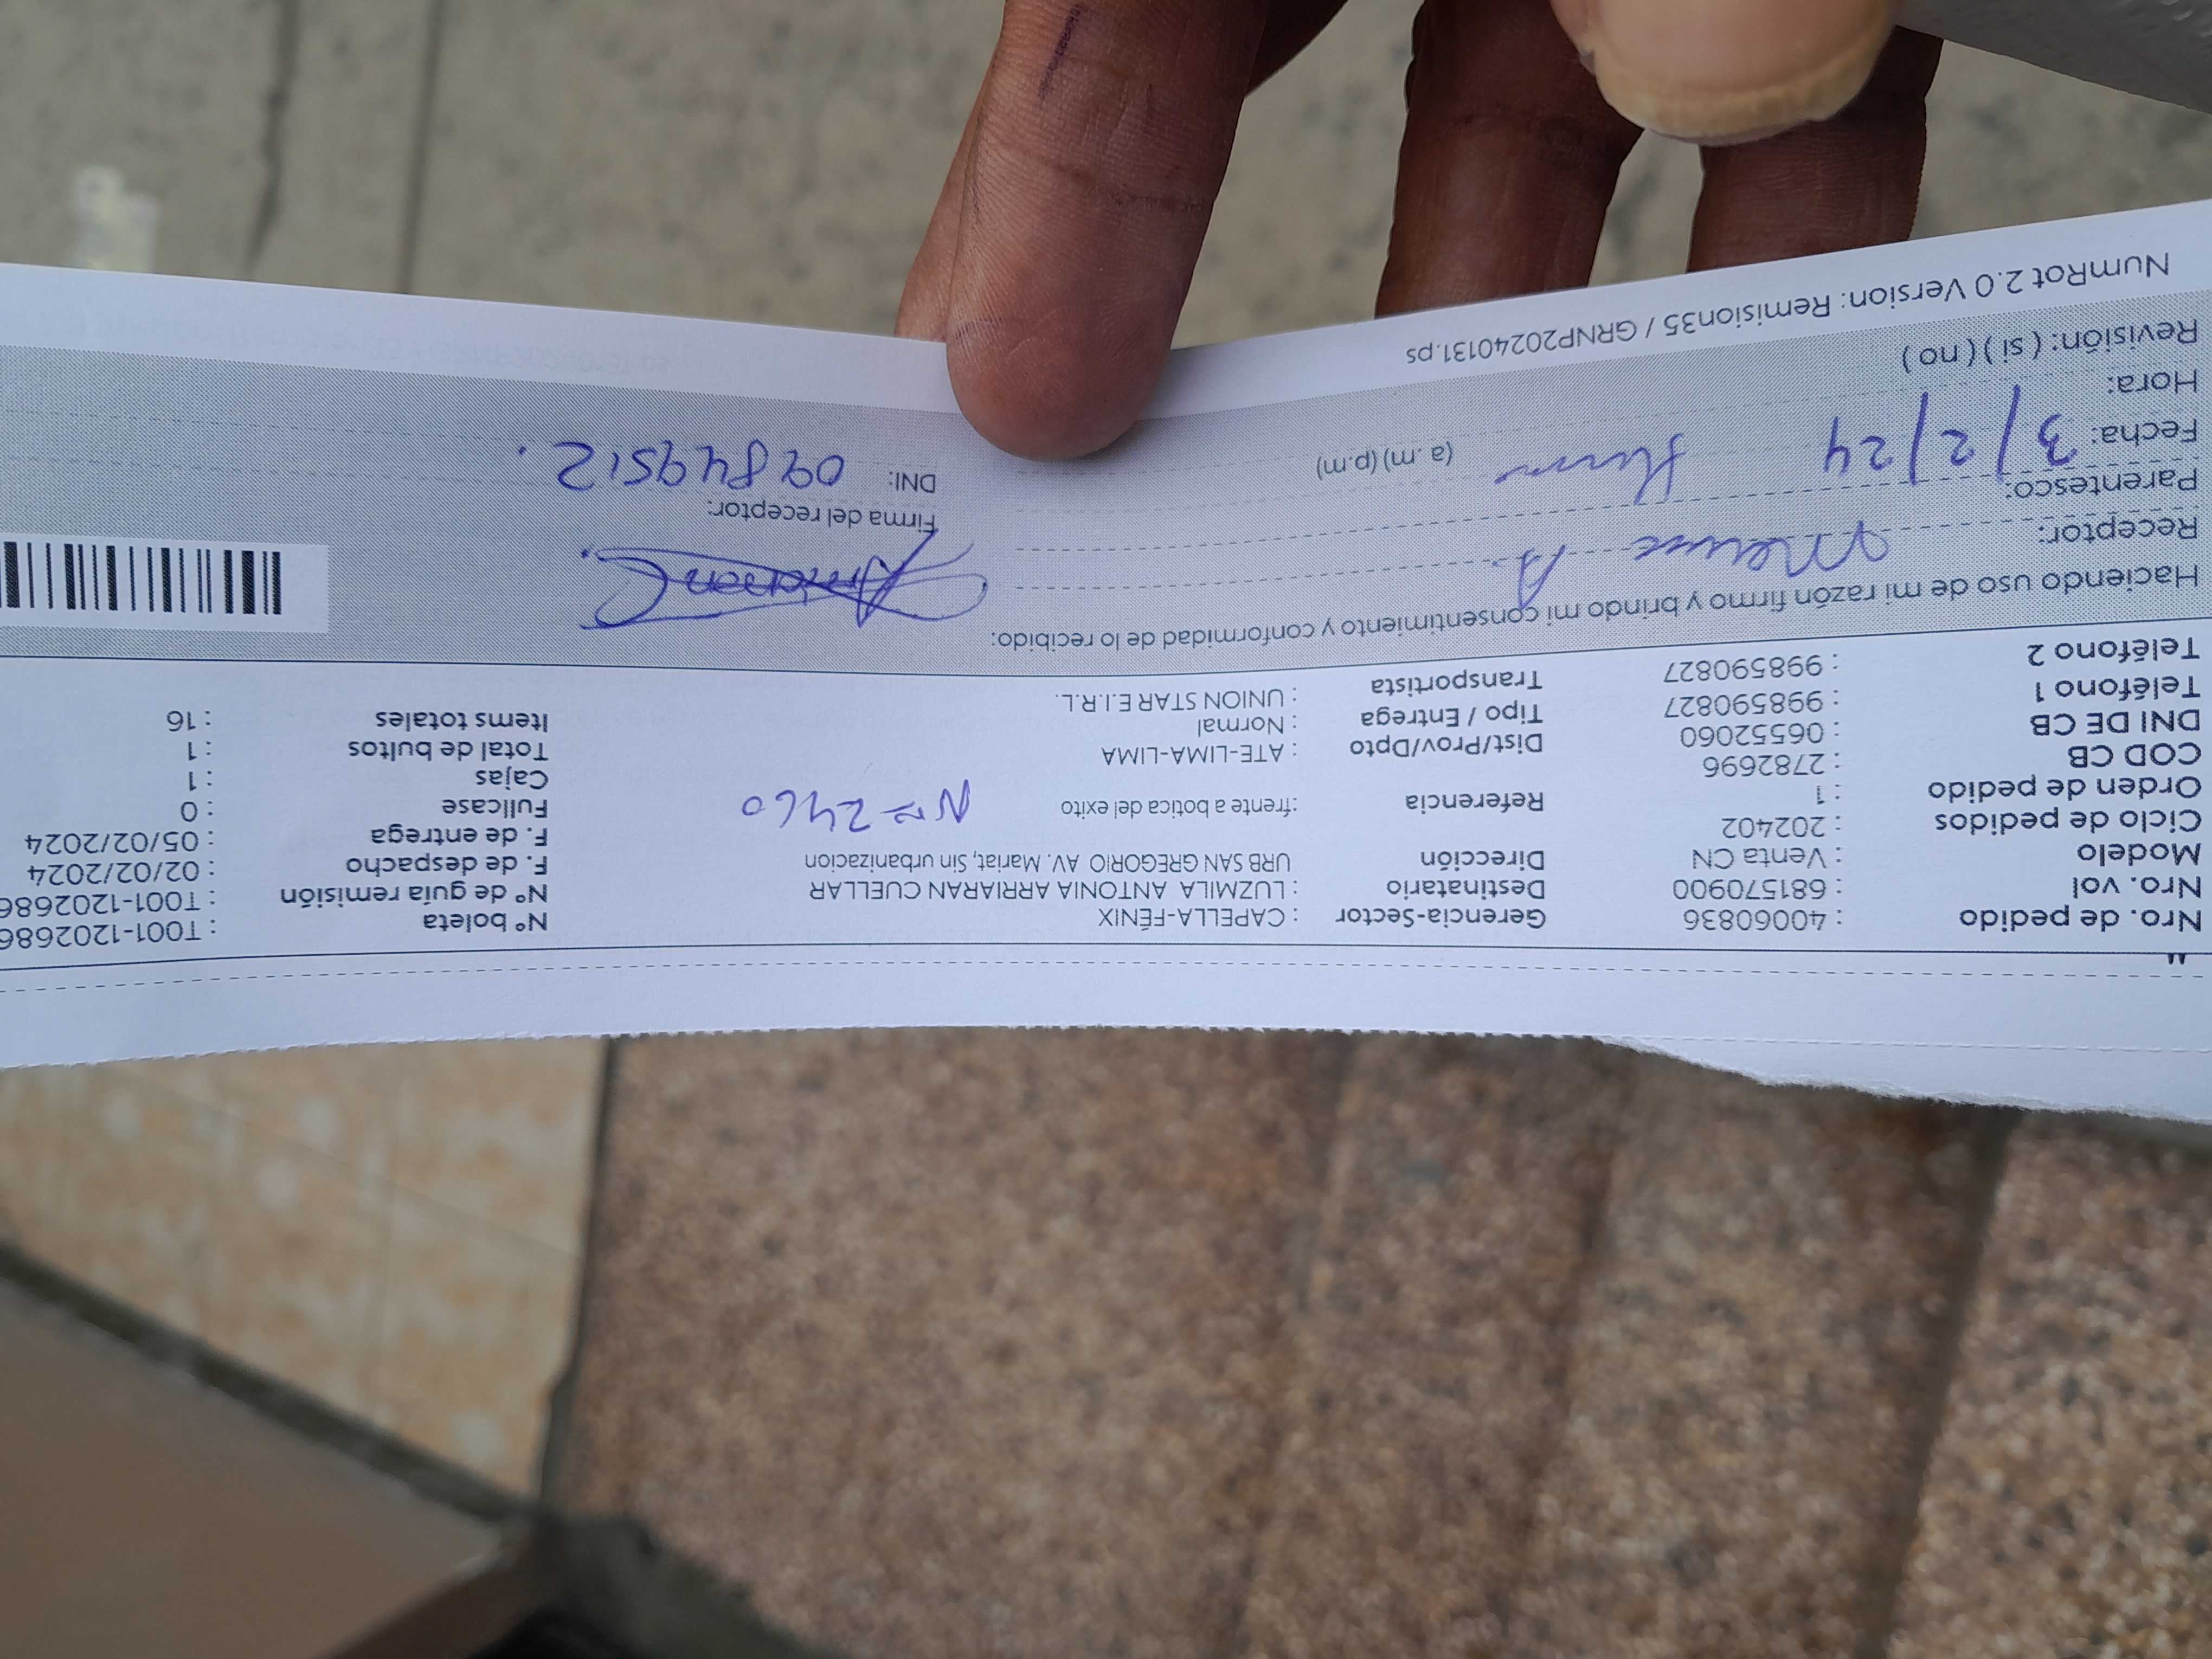 Nro. de pedido : 40060836 Gerencia-Sector : CAPELLA-FÉNIX Nº boleta : T001-1202686
Nro. vol : 681570900 Destinatario : LUZMILA ANTONIA ARRIARAN CUELLAR Nº de guía remisión : T001-1202686
Modelo : Venta CN Dirección URB SAN GREGORIO AV. Mariat, Sin urbanizacion F. de despacho : 02/02/2024
Ciclo de pedidos : 202402 F. de entrega : 05/02/2024
Orden de pedido : 1 Referencia :frente a botica del exito Nº 2460 Fullcase : 0
COD CB : 2782696 Cajas : 1
DNI DE CB : 06552060 Dist/Prov/Dpto : ATE-LIMA-LIMA Total de bultos : 1
Teléfono 1 : 998590827 Tipo / Entrega : Normal Items totales : 16
Teléfono 2 : 998590827 Transportista : UNION STAR E.I.R.L.
Haciendo uso de mi razón firmo y brindo mi consentimiento y conformidad de lo recibido:
Receptor: A.
Parentesco: Firma del receptor:
Fecha: 3/2/24 DNI: 09849512.
Hora: (a.m) (p.m)
Revisión: ( si ) ( no )
NumRot 2.0 Version: Remision35 / GRNP20240131.ps